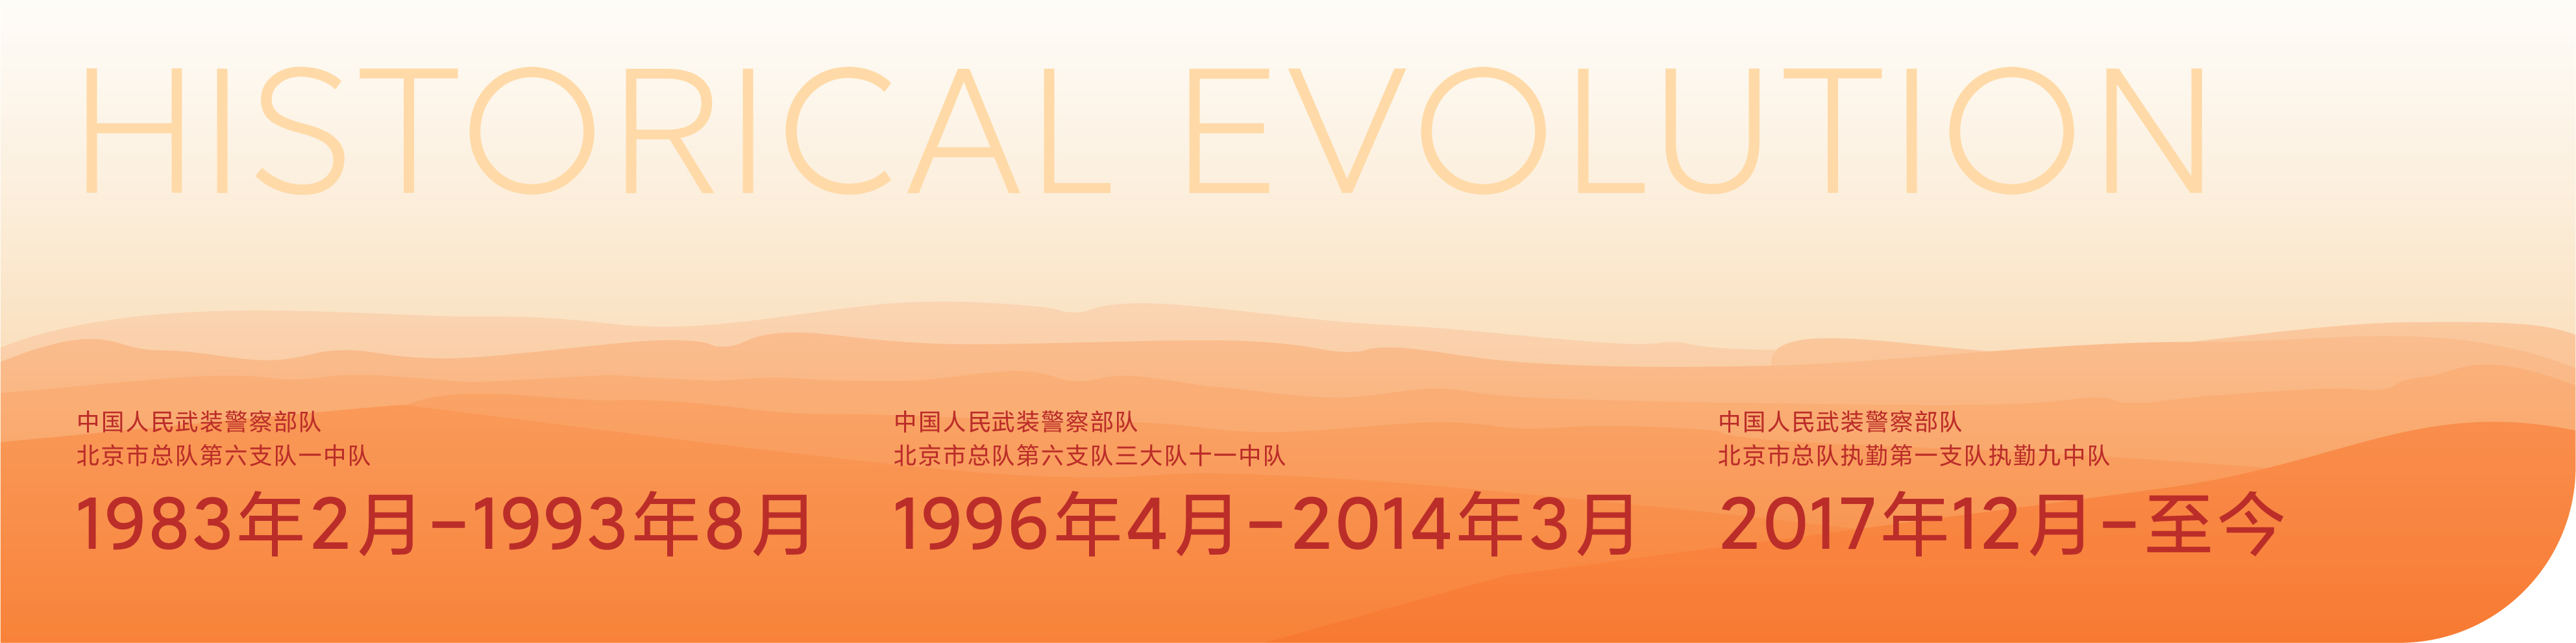 HISTORICAL EVOLUTION
中国人民武装警察部队
北京市总队第六支队一中队
1983年2月-1993年8月
中国人民武装警察部队
北京市总队第六支队三大队十一中队
1996年4月-2014年3月
中国人民武装警察部队
北京市总队执勤第一支队执勤九中队
2017年12月-至今